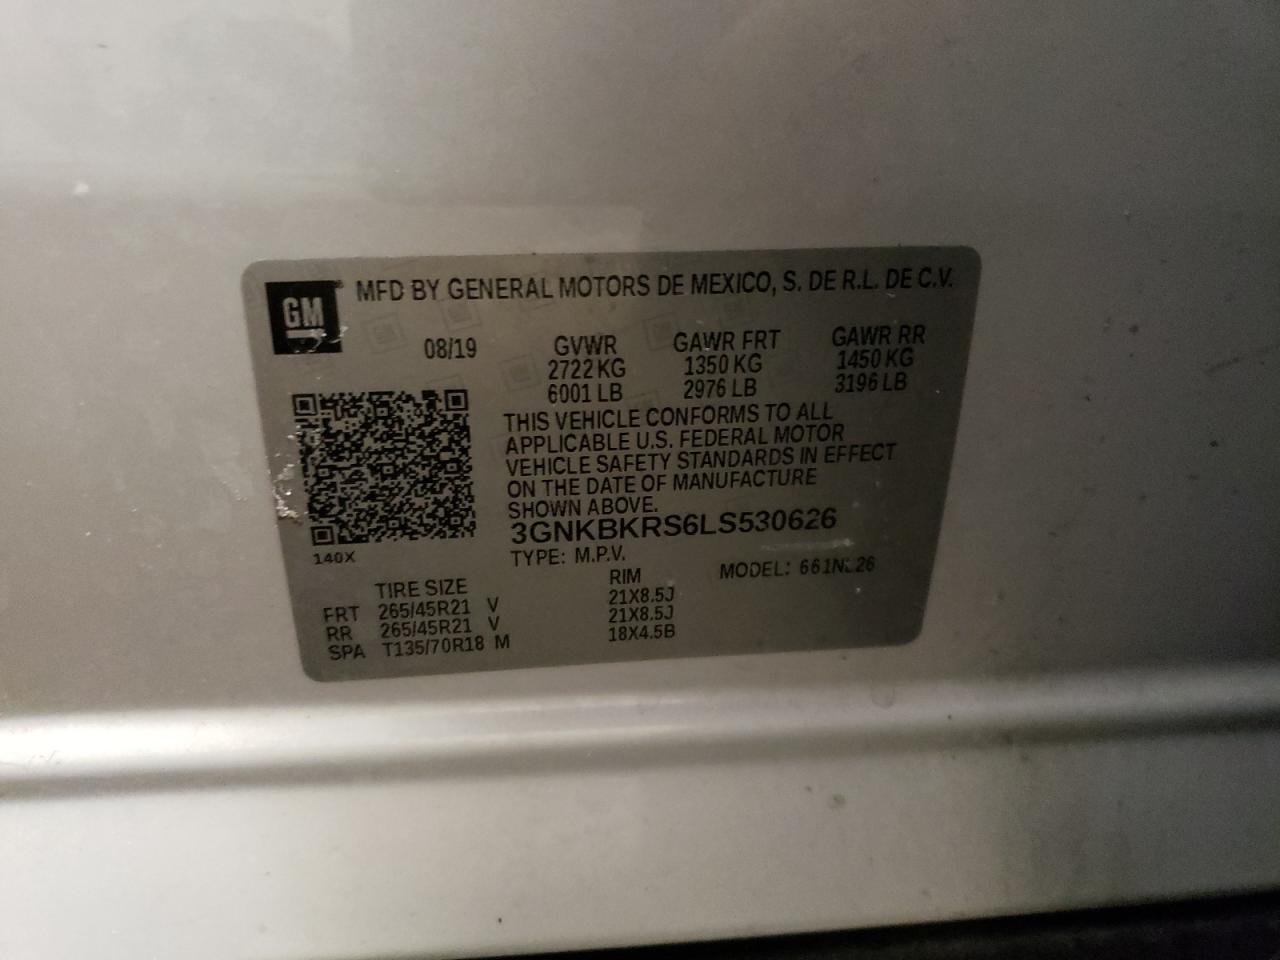 GM
MFD BY GENERAL MOTORS DE MEXICO, S. DE R.L. DE C.V.
08/19 GVWR GAWR FRT GAWR RR
2722 KG 1350 KG 1450 KG
6001 LB 2976 LB 3196 LB
THIS VEHICLE CONFORMS TO ALL
APPLICABLE U.S. FEDERAL MOTOR
VEHICLE SAFETY STANDARDS IN EFFECT
ON THE DATE OF MANUFACTURE
SHOWN ABOVE.
3GNKBKRS6LS530626
140X
TYPE: M.P.V. MODEL:
TIRE SIZE RIM
FRT 265/45R21 V 21X8.5J
RR 265/45R21 V 21X8.5J
SPA T135/70R18 M 18X4.5B